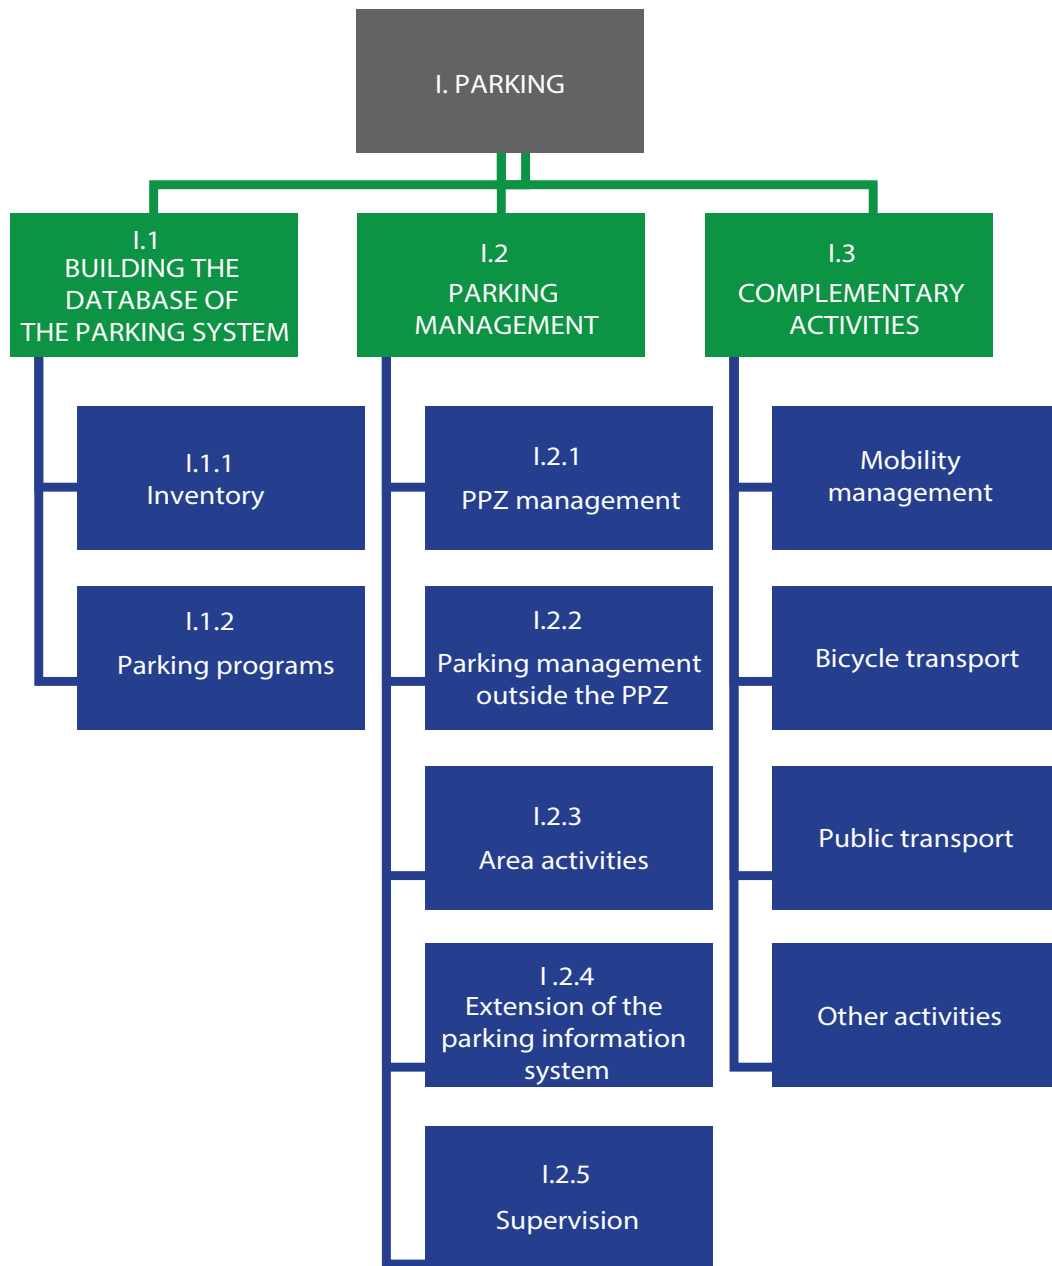 I. PARKING
I.1
BUILDING THE
DATABASE OF
THE PARKING SYSTEM
I.1.1
Inventory
I.1.2
Parking programs
I.2
PARKING
MANAGEMENT
I.2.1
PPZ management
I.2.2
Parking management
outside the PPZ
I.2.3
Area activities
I .2.4
Extension of the
parking information
system
I.2.5
Supervision
I.3
COMPLEMENTARY
ACTIVITIES
Mobility
management
Bicycle transport
Public transport
Other activities